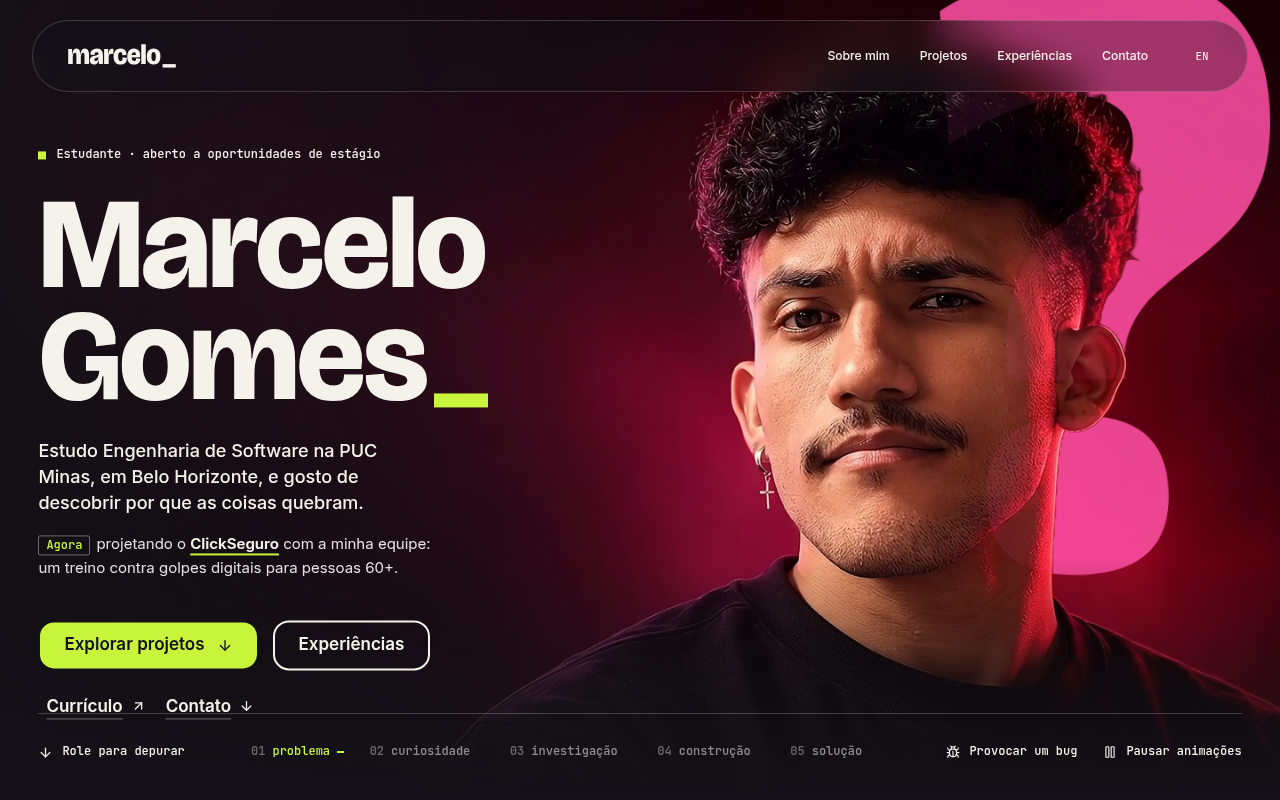 marcelo_
Sobre mim Projetos Experiências Contato EN
Estudante · aberto a oportunidades de estágio
Marcelo
Gomes_
Estudo Engenharia de Software na PUC
Minas, em Belo Horizonte, e gosto de
descobrir por que as coisas quebram.
Agora projetando o ClickSeguro com a minha equipe:
um treino contra golpes digitais para pessoas 60+.
Explorar projetos ↓ Experiências
Currículo ↗ Contato ↓
↓ Role para depurar 01 problema 02 curiosidade 03 investigação 04 construção 05 solução Provocar um bug Pausar animações
?